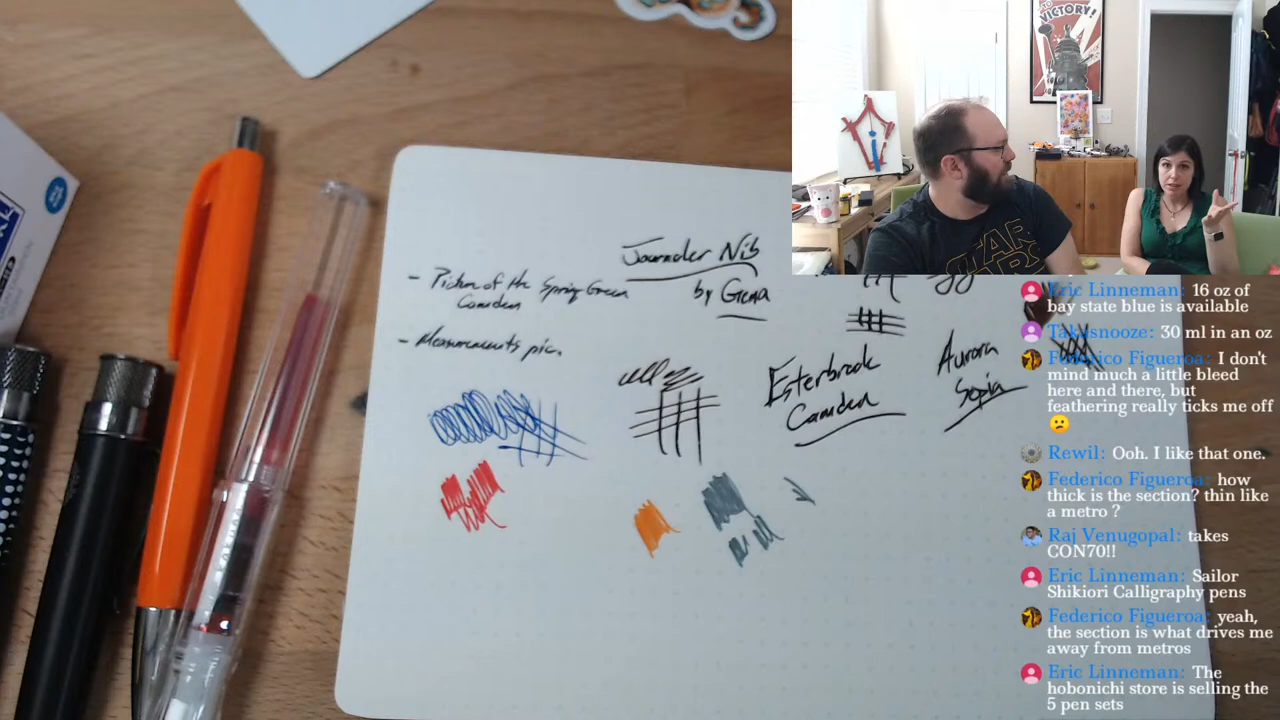 TO VICTORY!
STAR
WARS
Journaler Nib
by Gena
- Picture of the Spring Green
Camden
- Measurements pic.
Esterbrook
Camden
Aurora
Sepia
Eric Linneman: 16 oz of
bay state blue is available
Takasnooze: 30 ml in an oz
Federico Figueroa: I don't
mind much a little bleed
here and there, but
feathering really ticks me off
😕
Rewil: Ooh. I like that one.
Federico Figueroa: how
thick is the section? thin like
a metro ?
Raj Venugopal: takes
CON70!!
Eric Linneman: Sailor
Shikiori Calligraphy pens
Federico Figueroa: yeah,
the section is what drives me
away from metros
Eric Linneman: The
hobonichi store is selling the
5 pen sets